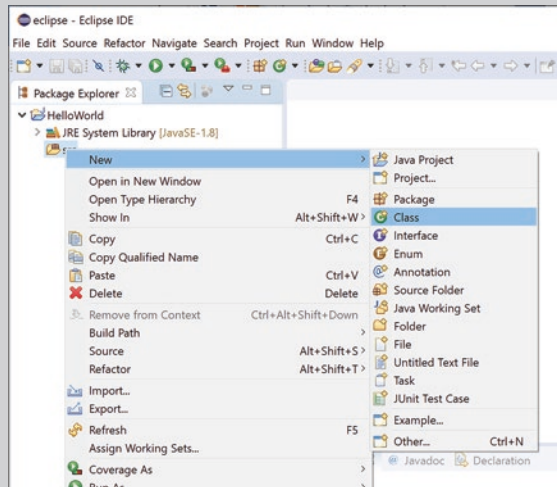 eclipse - Eclipse IDE
File Edit Source Refactor Navigate Search Project Run Window Help
Package Explorer
HelloWorld
JRE System Library [JavaSE-1.8]
New
Open in New Window
Open Type Hierarchy F4
Show In Alt+Shift+W
Copy Ctrl+C
Copy Qualified Name
Paste Ctrl+V
Delete Delete
Remove from Context Ctrl+Alt+Shift+Down
Build Path
Source Alt+Shift+S
Refactor Alt+Shift+T
Import...
Export...
Refresh F5
Assign Working Sets...
Coverage As
Run As
Java Project
Project...
Package
Class
Interface
Enum
Annotation
Source Folder
Java Working Set
Folder
File
Untitled Text File
Task
JUnit Test Case
Example...
Other... Ctrl+N
@ Javadoc Declaration